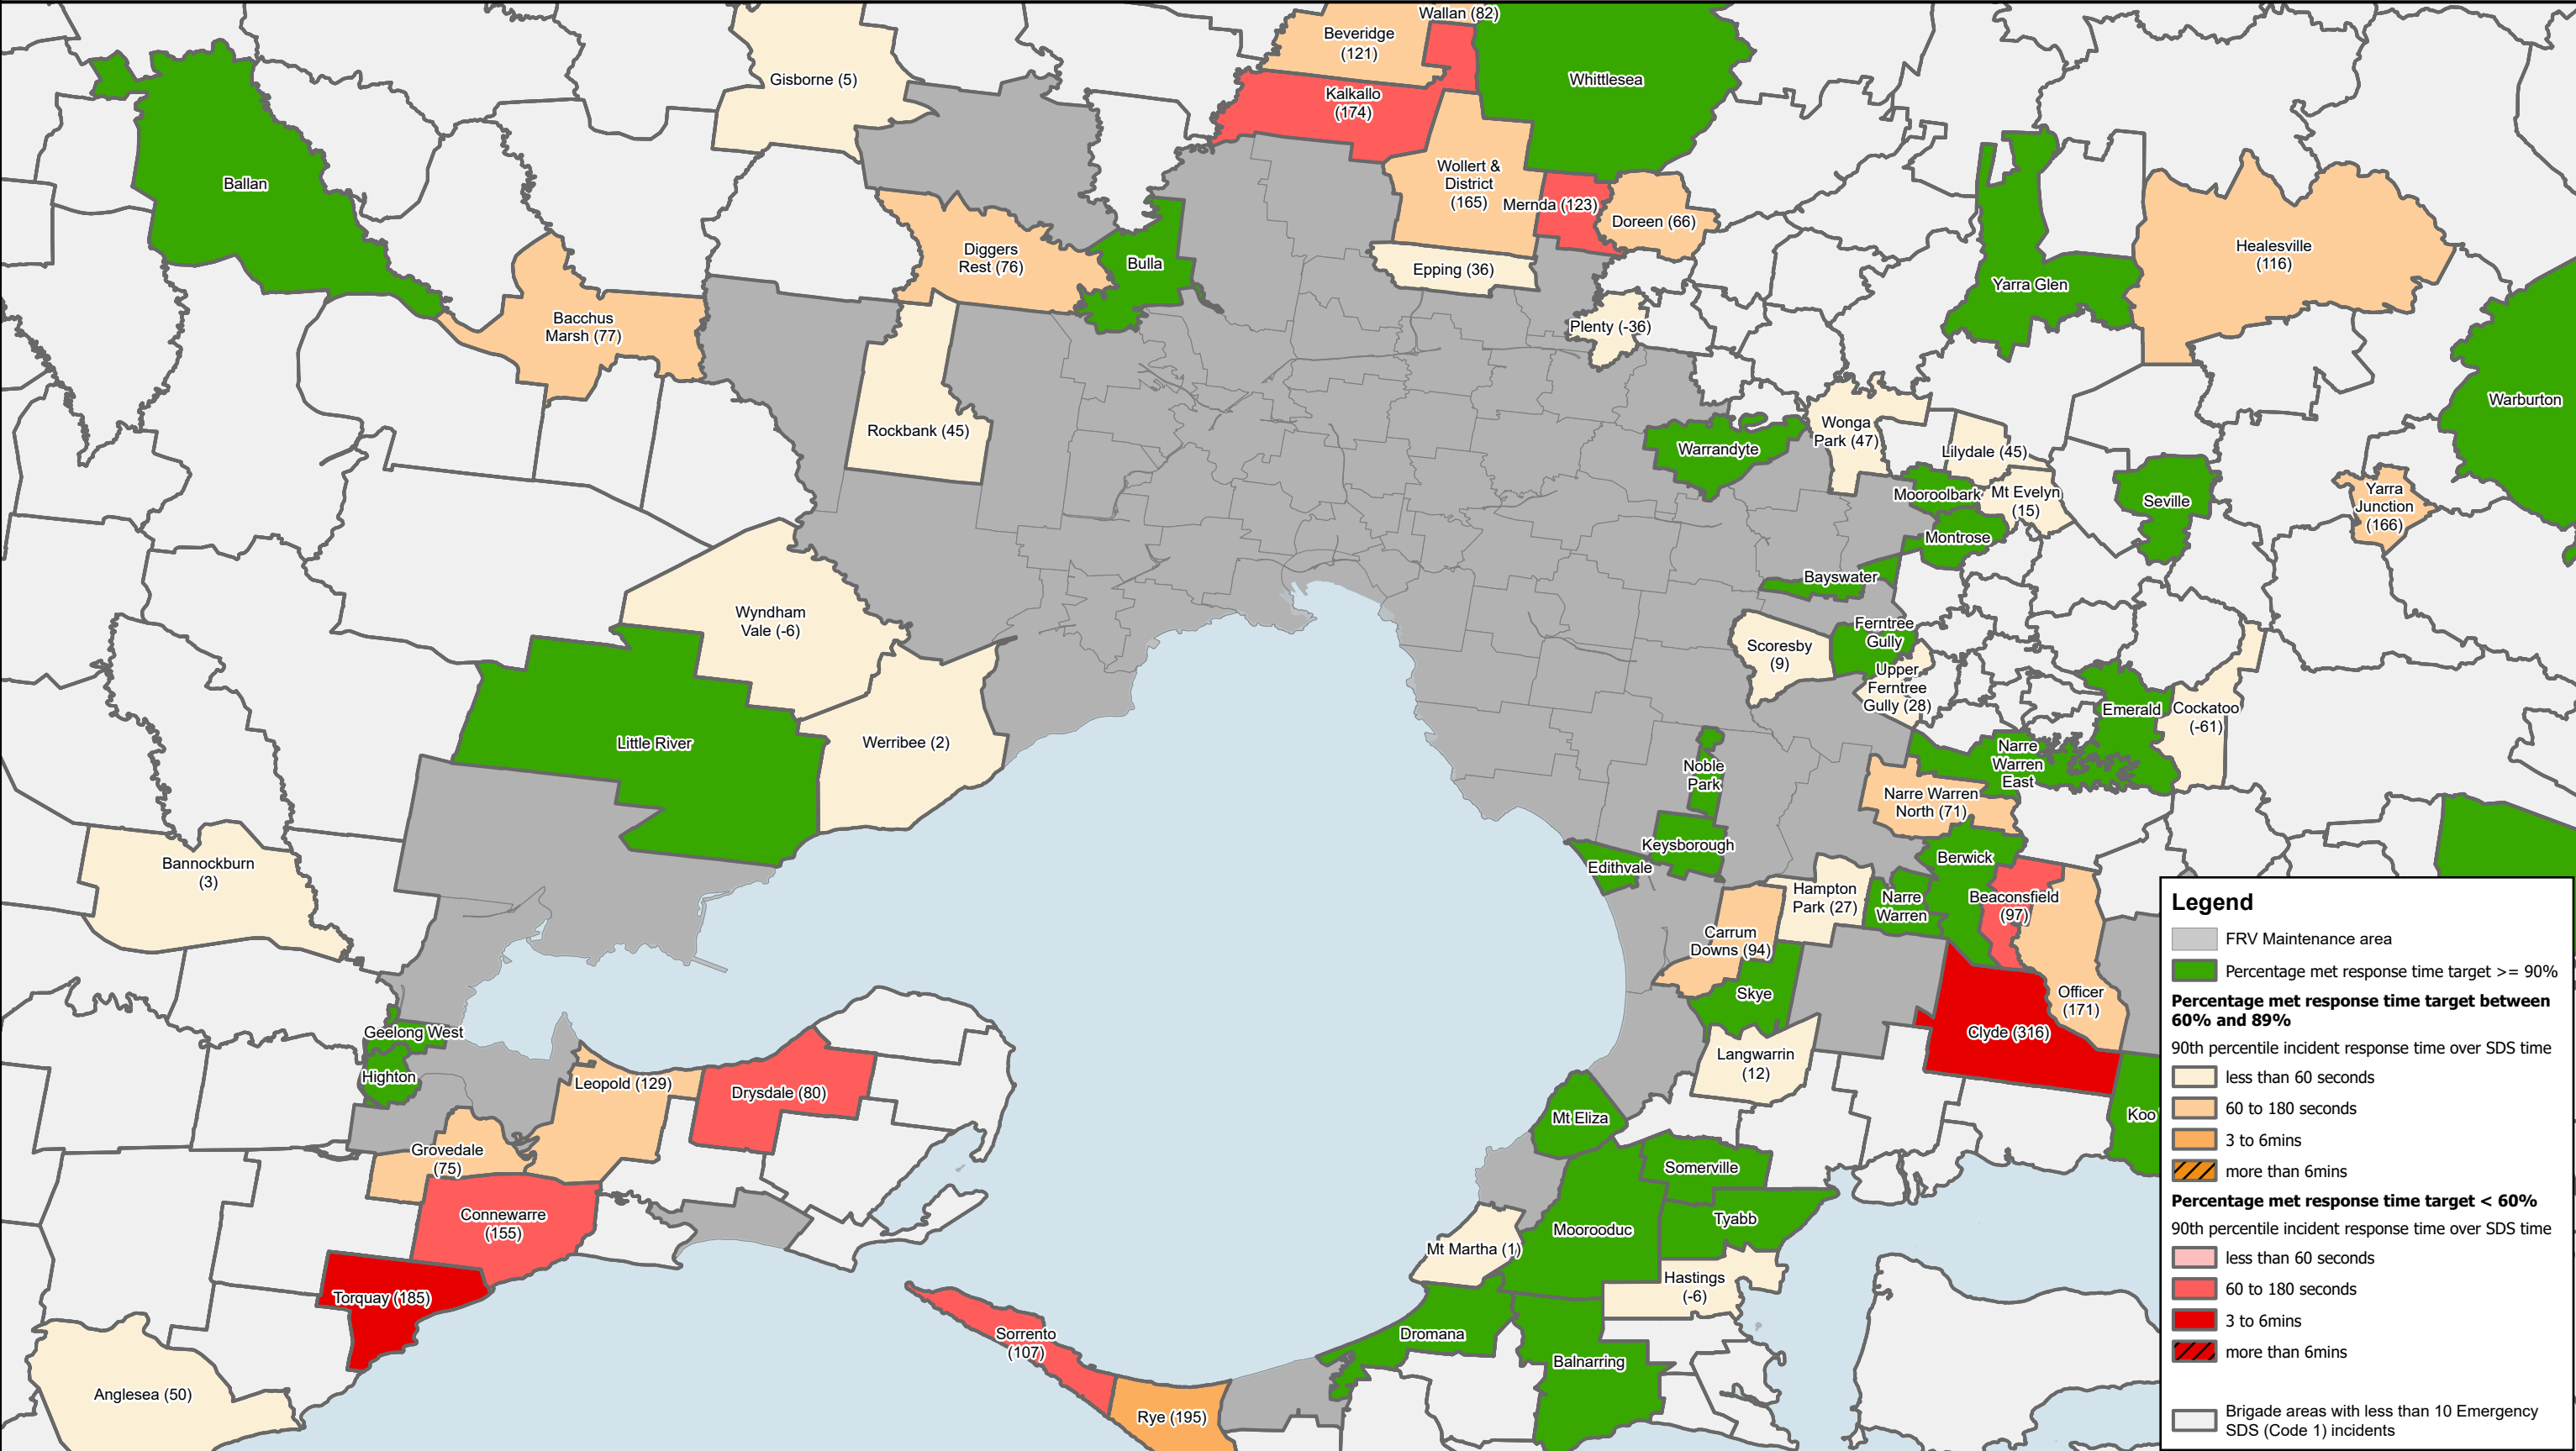 Wallan (82)
Beveridge
(121)
Gisborne (5)
Whittlesea
Kalkallo
(174)
Ballan
Wollert &
District
(165)
Mernda (123)
Doreen (66)
Diggers
Rest (76)
Bulla
Epping (36)
Healesville
(116)
Yarra Glen
Bacchus
Marsh (77)
Plenty (-36)
Warburton
Rockbank (45)
Wonga
Park (47)
Warrandyte
Lilydale (45)
Mooroolbark
Mt Evelyn
(15)
Seville
Yarra
Junction
(166)
Montrose
Bayswater
Wyndham
Vale (-6)
Ferntree
Gully
Scoresby
(9)
Upper
Ferntree
Gully (28)
Emerald
Cockatoo
(-61)
Little River
Werribee (2)
Narre
Warren
East
Noble
Park
Narre Warren
North (71)
Keysborough
Edithvale
Berwick
Bannockburn
(3)
Hampton
Park (27)
Narre
Warren
Beaconsfield
(97)
Carrum
Downs (94)
Skye
Officer
(171)
Clyde (316)
Geelong West
Highton
Leopold (129)
Drysdale (80)
Langwarrin
(12)
Mt Eliza
Koo
Grovedale
(75)
Somerville
Connewarre
(155)
Moorooduc
Tyabb
Mt Martha (1)
Hastings
(-6)
Torquay (185)
Sorrento
(107)
Dromana
Balnarring
Anglesea (50)
Rye (195)
Legend
FRV Maintenance area
Percentage met response time target >= 90%
Percentage met response time target between
60% and 89%
90th percentile incident response time over SDS time
less than 60 seconds
60 to 180 seconds
3 to 6mins
more than 6mins
Percentage met response time target < 60%
90th percentile incident response time over SDS time
less than 60 seconds
60 to 180 seconds
3 to 6mins
more than 6mins
Brigade areas with less than 10 Emergency
SDS (Code 1) incidents